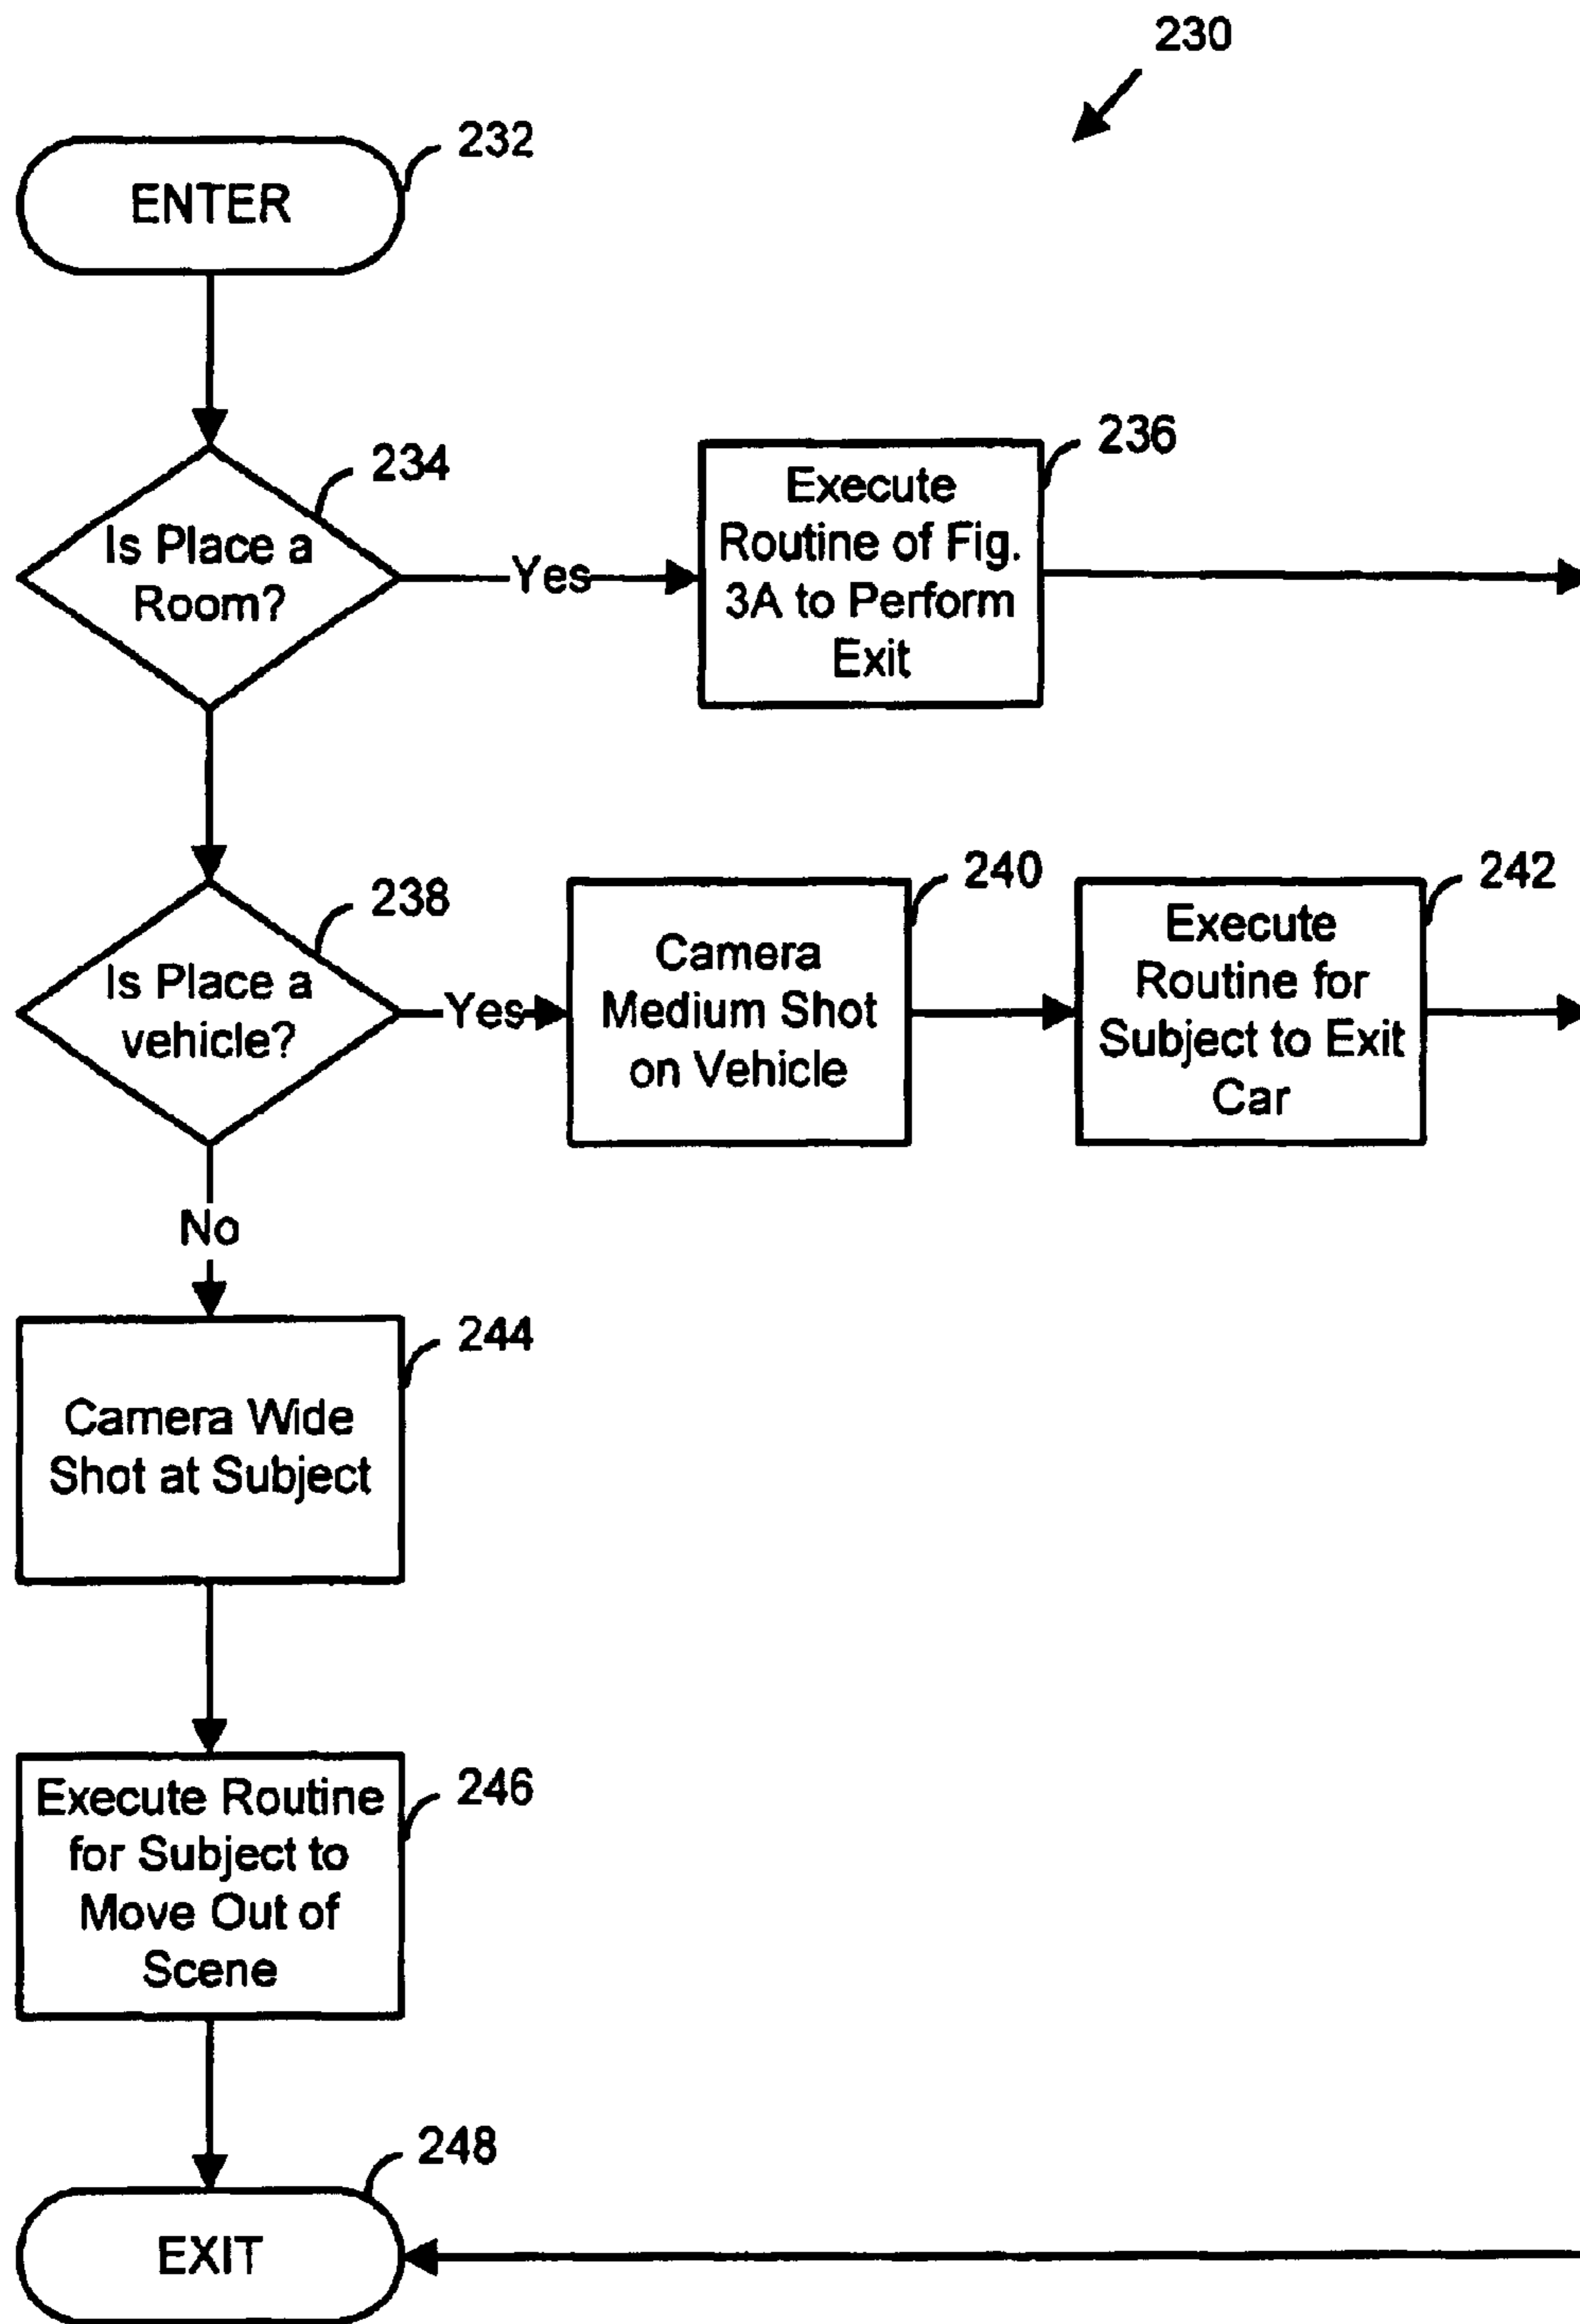 230
232
ENTER
234
Is Place a
Room?
Yes
236
Execute
Routine of Fig.
3A to Perform
Exit
238
Is Place a
vehicle?
Yes
240
Camera
Medium Shot
on Vehicle
242
Execute
Routine for
Subject to Exit
Car
No
244
Camera Wide
Shot at Subject
246
Execute Routine
for Subject to
Move Out of
Scene
248
EXIT